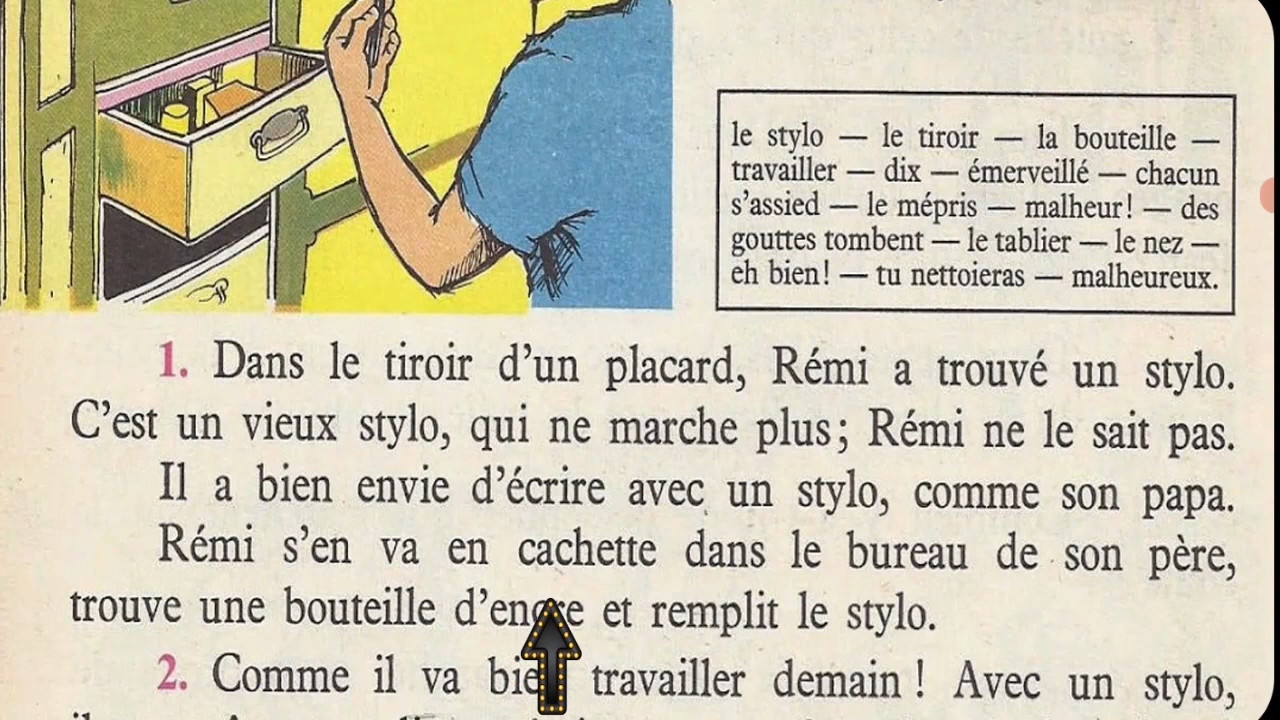 le stylo — le tiroir — la bouteille —
travailler — dix — émerveillé — chacun
s'assied — le mépris — malheur! — des
gouttes tombent — le tablier — le nez —
eh bien! — tu nettoieras — malheureux.
1. Dans le tiroir d'un placard, Rémi a trouvé un stylo.
C'est un vieux stylo, qui ne marche plus; Rémi ne le sait pas.
Il a bien envie d'écrire avec un stylo, comme son papa.
Rémi s'en va en cachette dans le bureau de son père,
trouve une bouteille d'encre et remplit le stylo.
2. Comme il va bien travailler demain! Avec un stylo,